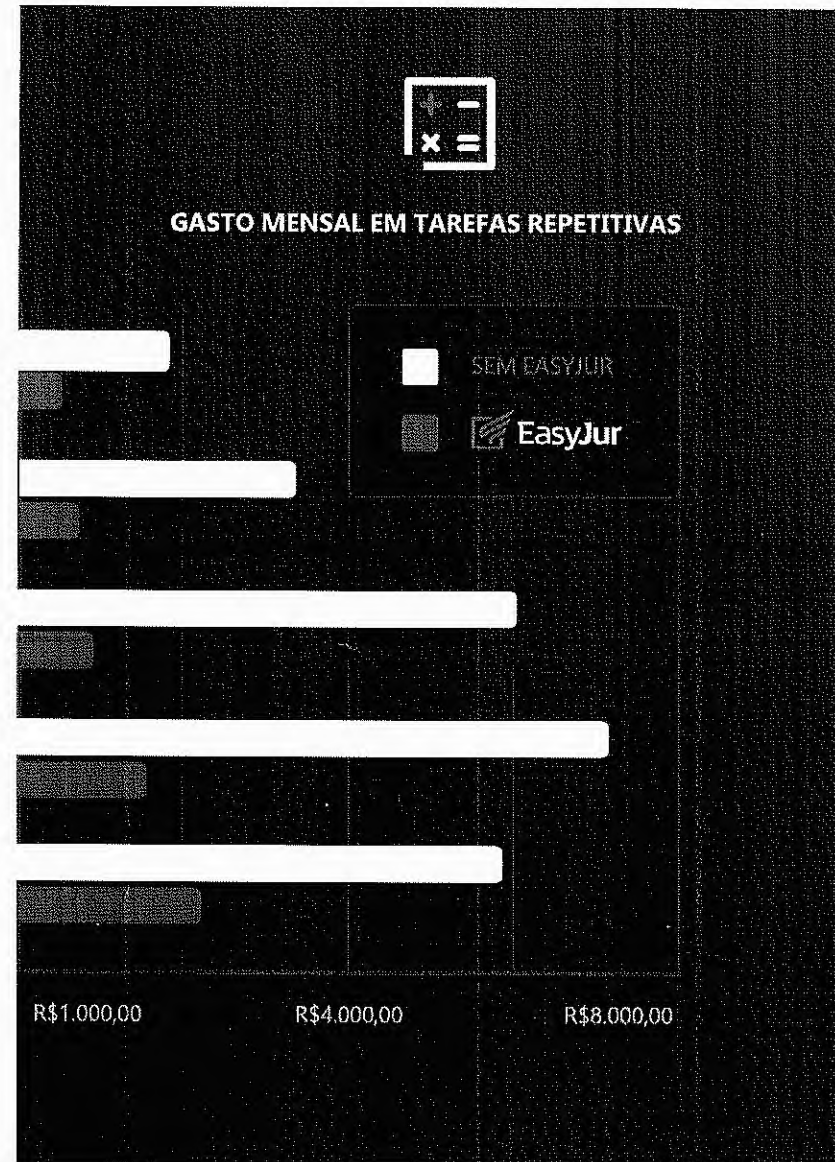 GASTO MENSAL EM TAREFAS REPETITIVAS
SEM EASYJUR
EasyJur
R$1.000,00 R$4.000,00 R$8.000,00